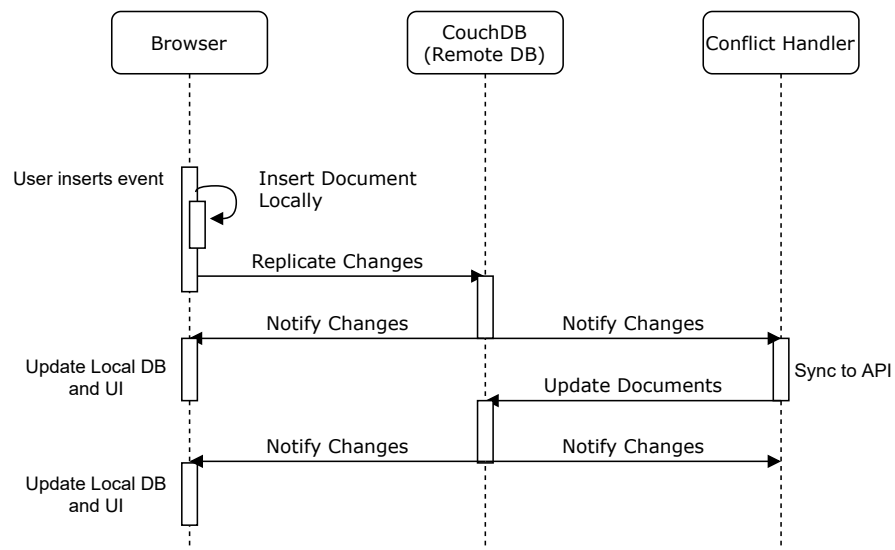 Browser
CouchDB
(Remote DB)
Conflict Handler
User inserts event
Insert Document
Locally
Replicate Changes
Notify Changes
Notify Changes
Update Local DB
and UI
Sync to API
Update Documents
Notify Changes
Notify Changes
Update Local DB
and UI